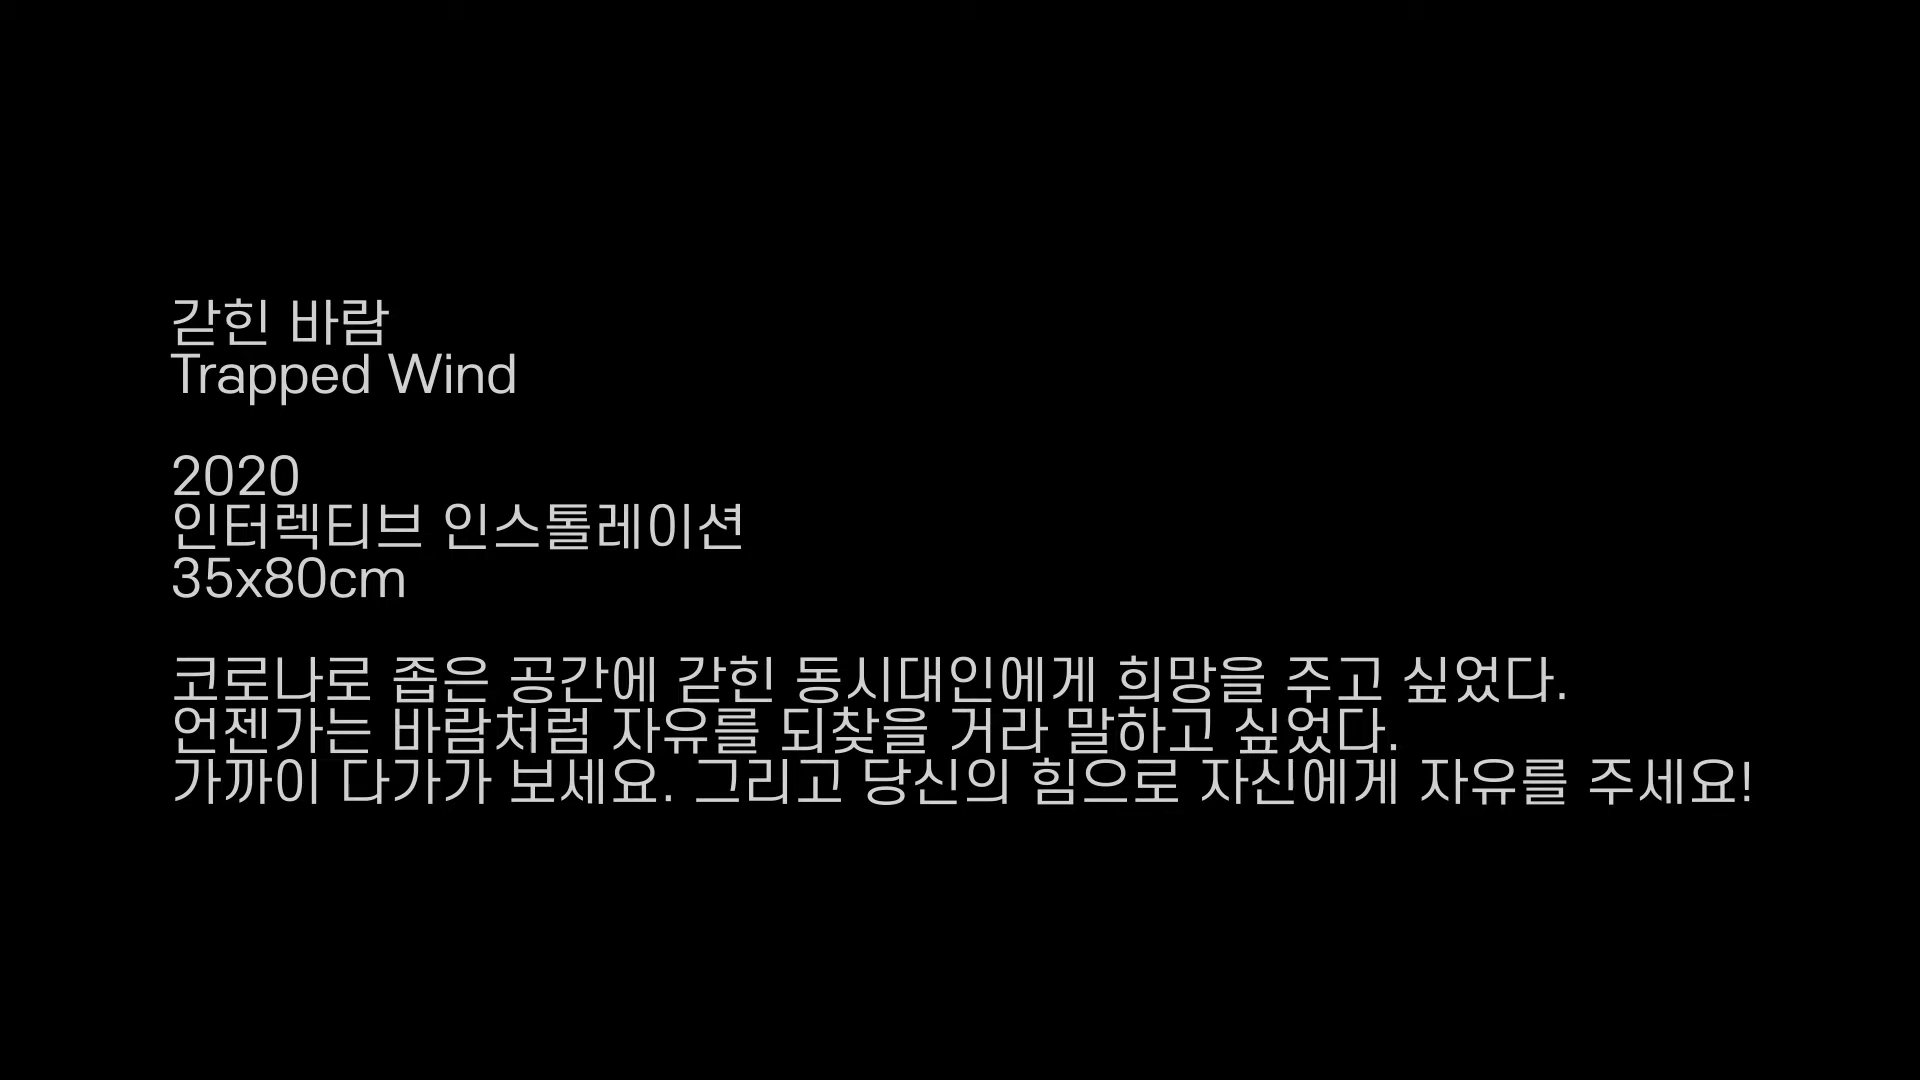 갇힌 바람
Trapped Wind
2020
인터렉티브 인스톨레이션
35x80cm
코로나로 좁은 공간에 갇힌 동시대인에게 희망을 주고 싶었다.
언젠가는 바람처럼 자유를 되찾을 거라 말하고 싶었다.
가까이 다가가 보세요. 그리고 당신의 힘으로 자신에게 자유를 주세요!